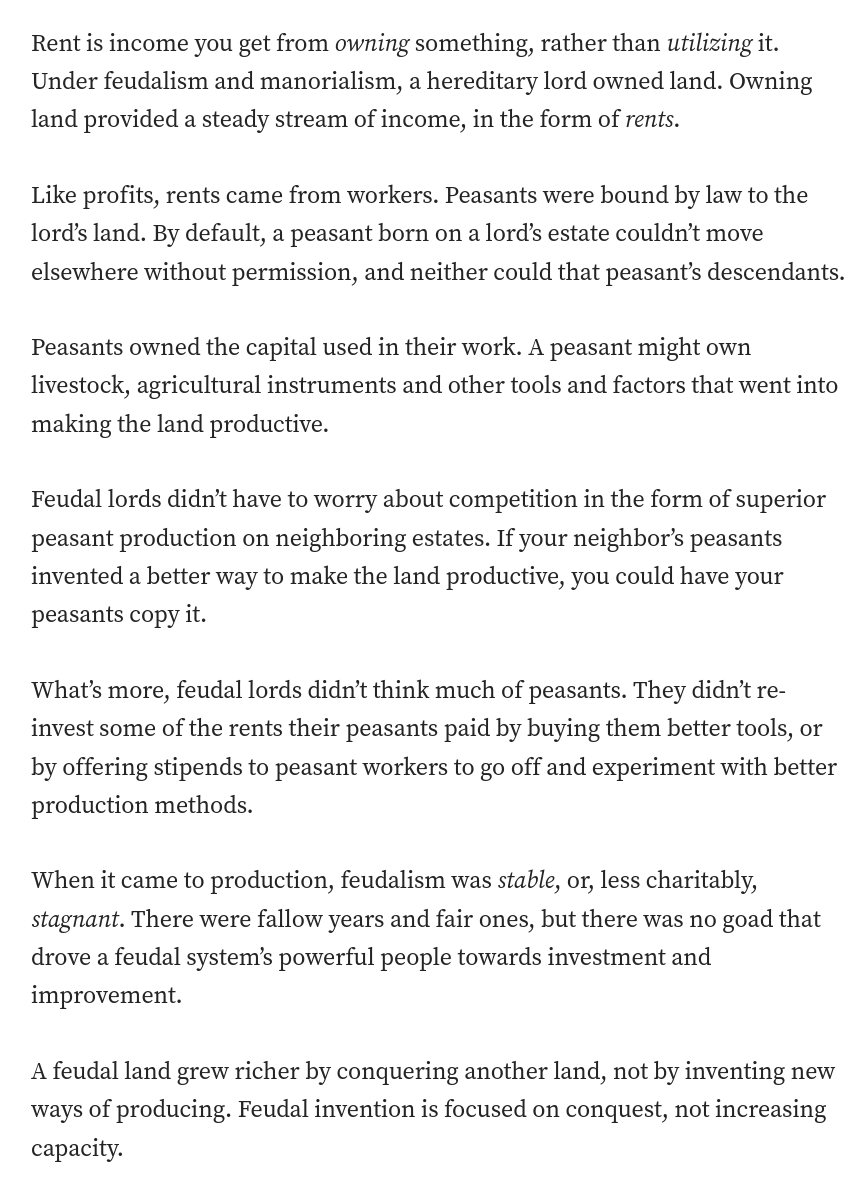 Rent is income you get from owning something, rather than utilizing it.
Under feudalism and manorialism, a hereditary lord owned land. Owning
land provided a steady stream of income, in the form of rents.
Like profits, rents came from workers. Peasants were bound by law to the
lord’s land. By default, a peasant born on a lord’s estate couldn’t move
elsewhere without permission, and neither could that peasant’s descendants.
Peasants owned the capital used in their work. A peasant might own
livestock, agricultural instruments and other tools and factors that went into
making the land productive.
Feudal lords didn’t have to worry about competition in the form of superior
peasant production on neighboring estates. If your neighbor’s peasants
invented a better way to make the land productive, you could have your
peasants copy it.
What’s more, feudal lords didn’t think much of peasants. They didn’t re-
invest some of the rents their peasants paid by buying them better tools, or
by offering stipends to peasant workers to go off and experiment with better
production methods.
When it came to production, feudalism was stable, or, less charitably,
stagnant. There were fallow years and fair ones, but there was no goad that
drove a feudal system’s powerful people towards investment and
improvement.
A feudal land grew richer by conquering another land, not by inventing new
ways of producing. Feudal invention is focused on conquest, not increasing
capacity.